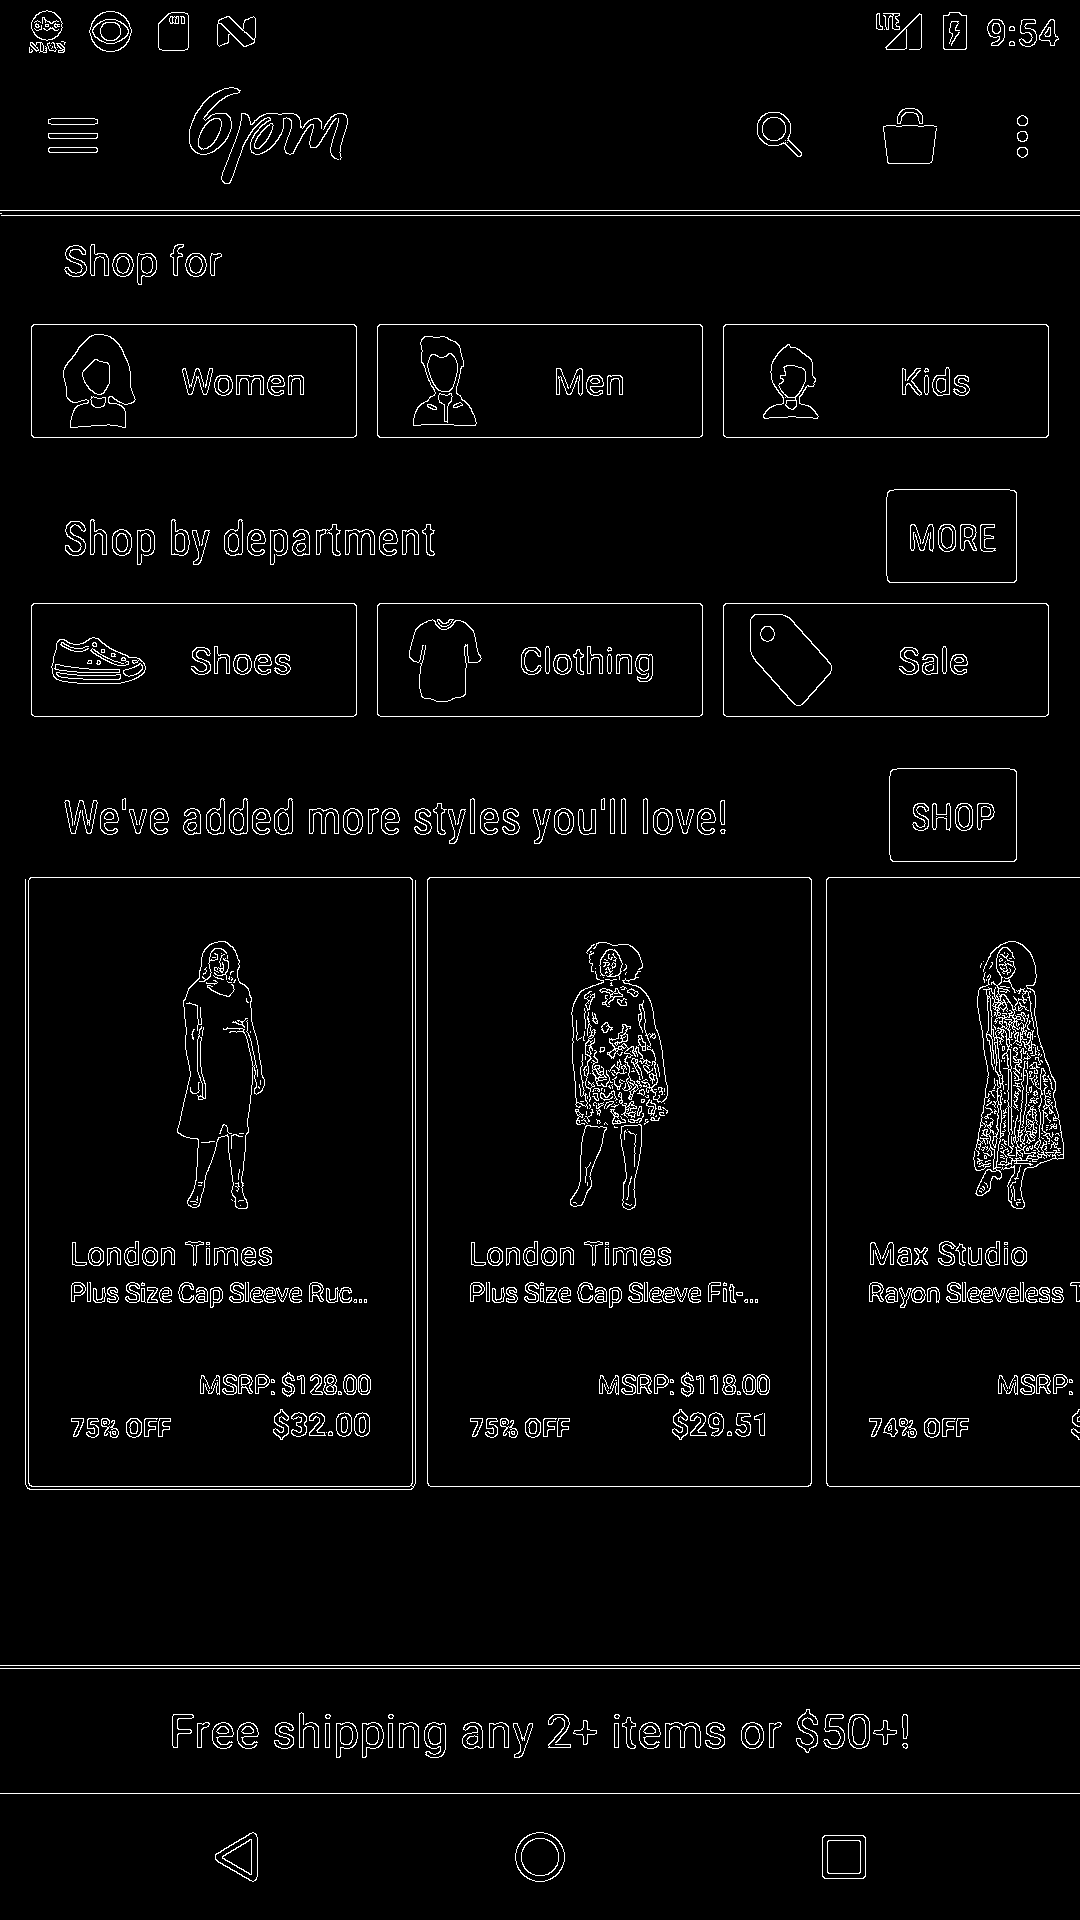 abc NEWS LTE 9:54
6pm
Shop for
Women Men Kids
Shop by department MORE
Shoes Clothing Sale
We've added more styles you'll love! SHOP
London Times
Plus Size Cap Sleeve Ruc...
MSRP: $128.00
75% OFF $32.00
London Times
Plus Size Cap Sleeve Fit-...
MSRP: $118.00
75% OFF $29.51
Max Studio
Rayon Sleeveless T
MSRP:
74% OFF $
Free shipping any 2+ items or $50+!